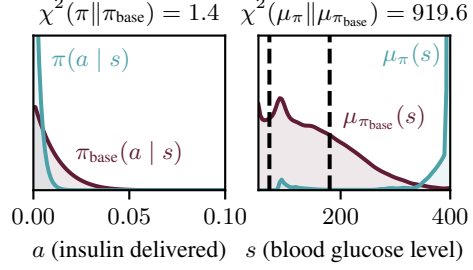 χ²(π‖π_base) = 1.4
π(a | s)
π_base(a | s)
0.00 0.05 0.10
a (insulin delivered)
χ²(μ_π‖μ_π_base) = 919.6
μ_π(s)
μ_π_base(s)
200 400
s (blood glucose level)